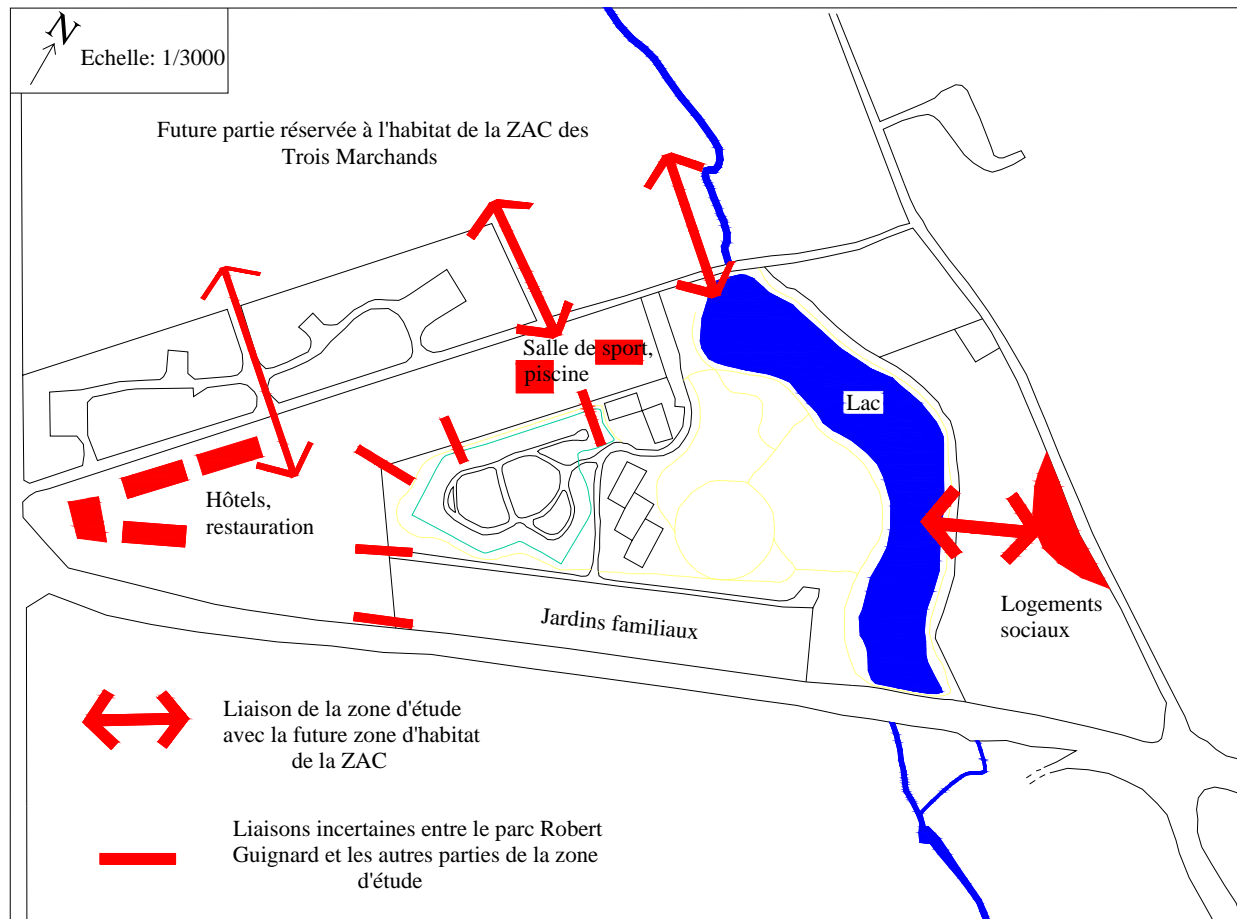 N
Echelle: 1/3000
Future partie réservée à l'habitat de la ZAC des
Trois Marchands
Salle de sport,
piscine
Lac
Hôtels,
restauration
Logements
sociaux
Jardins familiaux
Liaison de la zone d'étude
avec la future zone d'habitat
de la ZAC
Liaisons incertaines entre le parc Robert
Guignard et les autres parties de la zone
d'étude